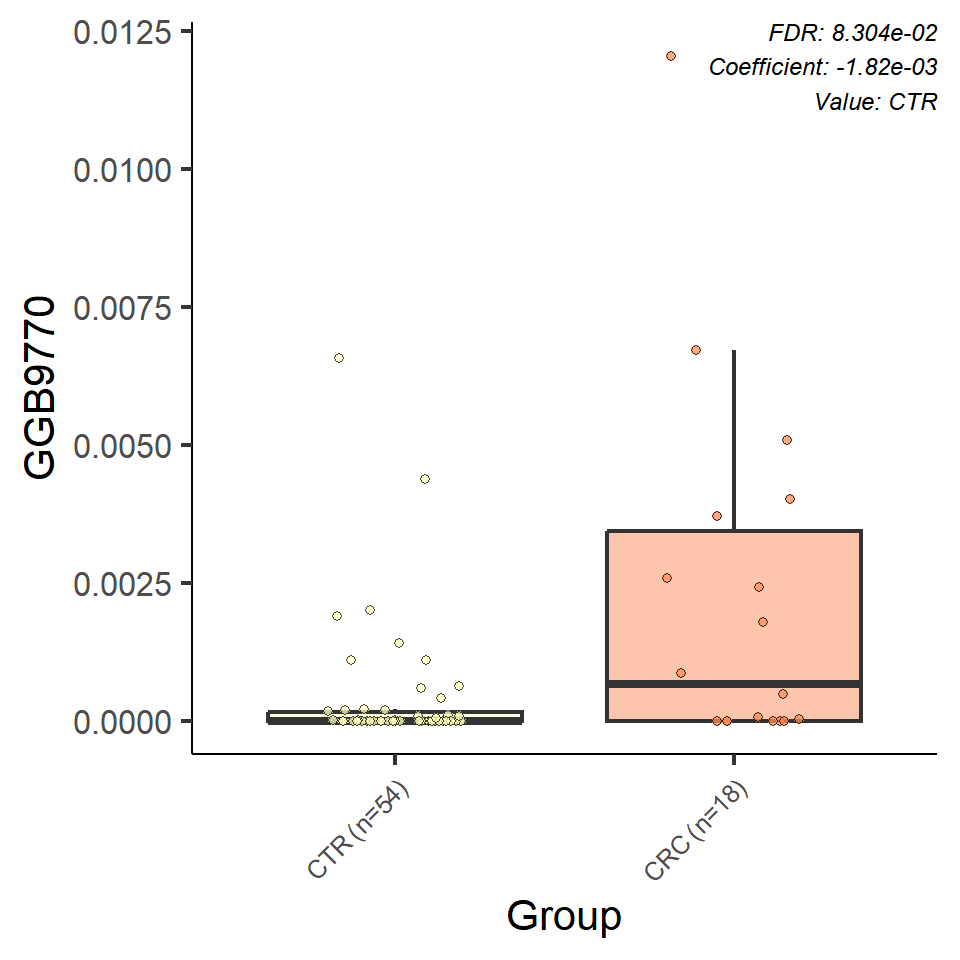 FDR: 8.304e-02
Coefficient: -1.82e-03
Value: CTR
0.0125
0.0100
0.0075
0.0050
0.0025
0.0000
GGB9770
CTR (n=54)
CRC (n=18)
Group